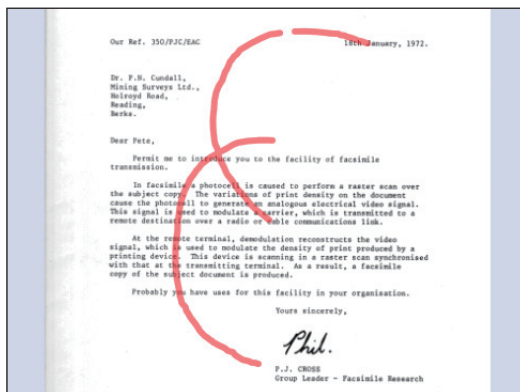 Our Ref. 350/PJC/EAC 18th January, 1972.
Dr. P.N. Cundall,
Mining Surveys Ltd.,
Holroyd Road,
Reading,
Berks.
Dear Pete,
Permit me to introduce you to the facility of facsimile
transmission.
In facsimile a photocell is caused to perform a raster scan over
the subject copy. The variations of print density on the document
cause the photocell to generate an analogous electrical video signal.
This signal is used to modulate a carrier, which is transmitted to a
remote destination over a radio or cable communications link.
At the remote terminal, demodulation reconstructs the video
signal, which is used to modulate the density of print produced by a
printing device. This device is scanning in a raster scan synchronised
with that at the transmitting terminal. As a result, a facsimile
copy of the subject document is produced.
Probably you have uses for this facility in your organisation.
Yours sincerely,
Phil.
P.J. CROSS
Group Leader - Facsimile Research